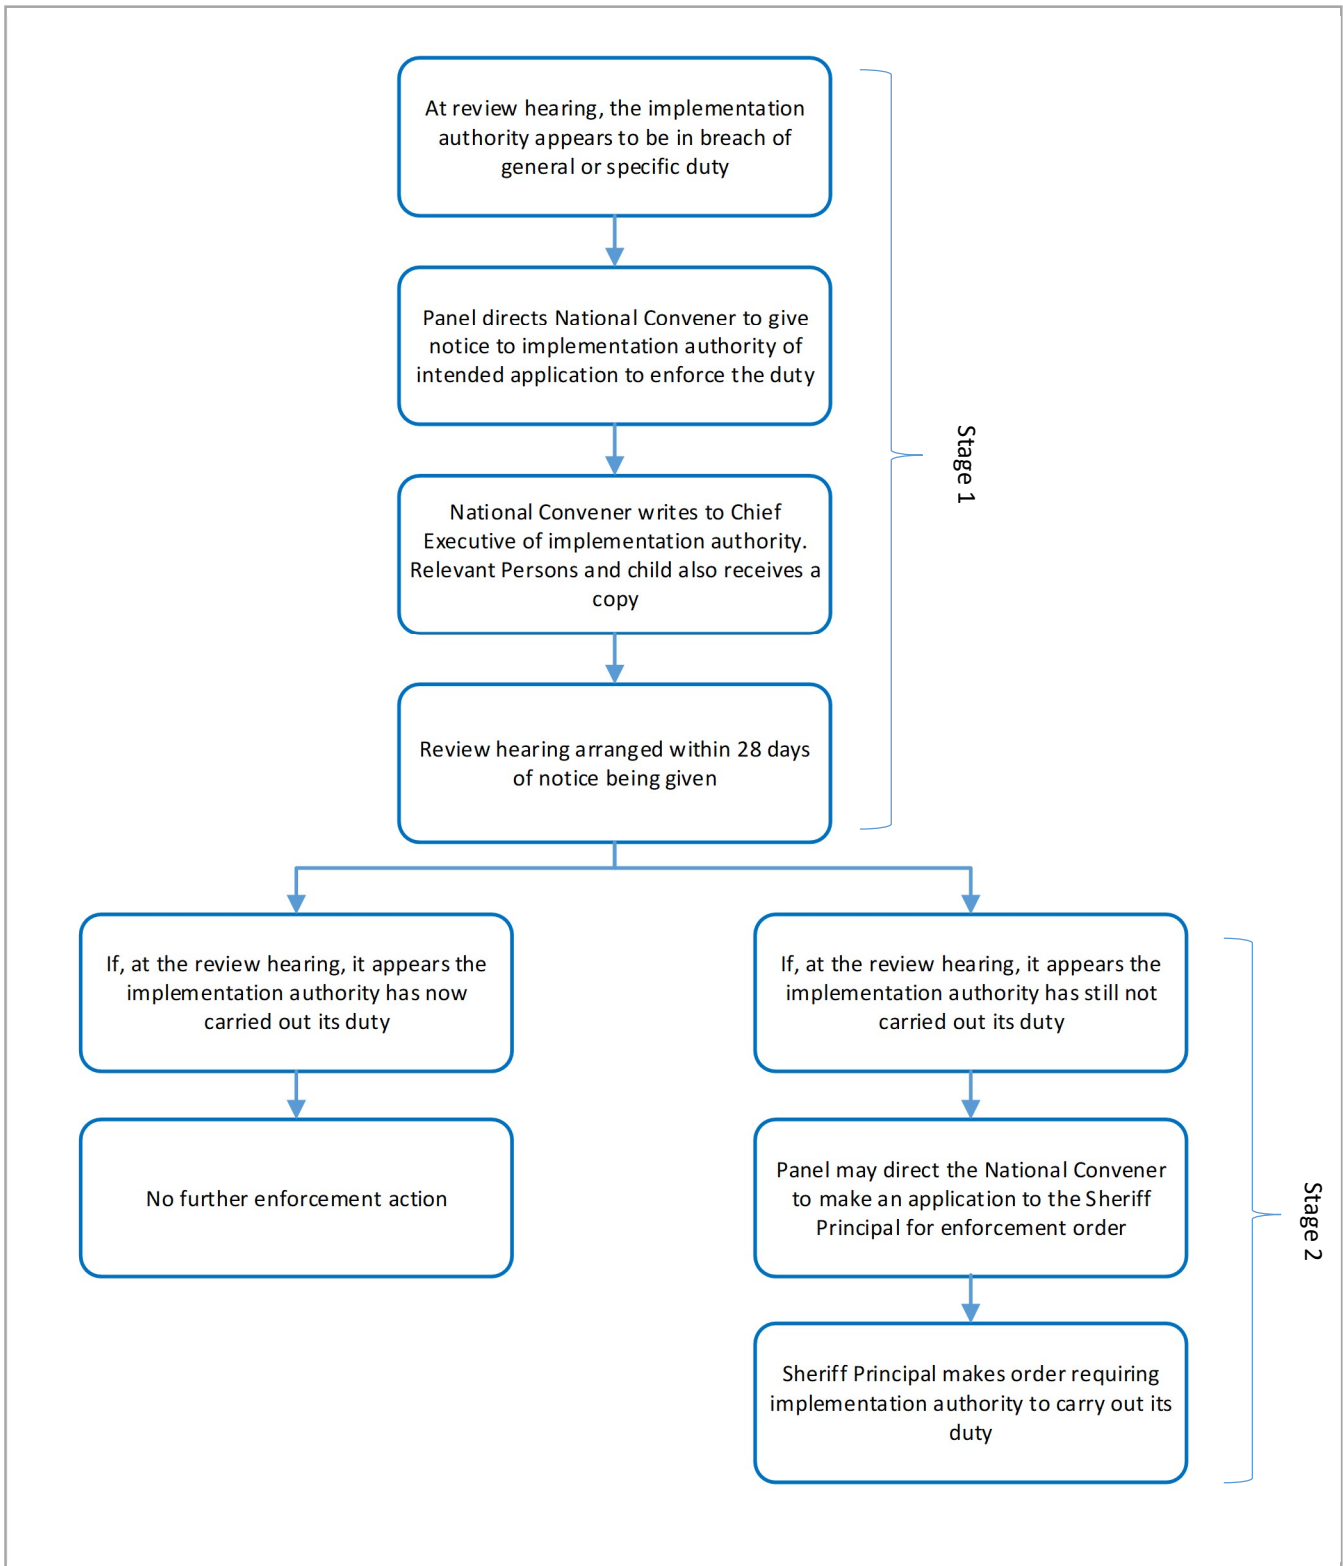 At review hearing, the implementation
authority appears to be in breach of
general or specific duty
Panel directs National Convener to give
notice to implementation authority of
intended application to enforce the duty
National Convener writes to Chief
Executive of implementation authority.
Relevant Persons and child also receives a
copy
Review hearing arranged within 28 days
of notice being given
Stage 1
If, at the review hearing, it appears the
implementation authority has now
carried out its duty
No further enforcement action
If, at the review hearing, it appears the
implementation authority has still not
carried out its duty
Panel may direct the National Convener
to make an application to the Sheriff
Principal for enforcement order
Sheriff Principal makes order requiring
implementation authority to carry out its
duty
Stage 2